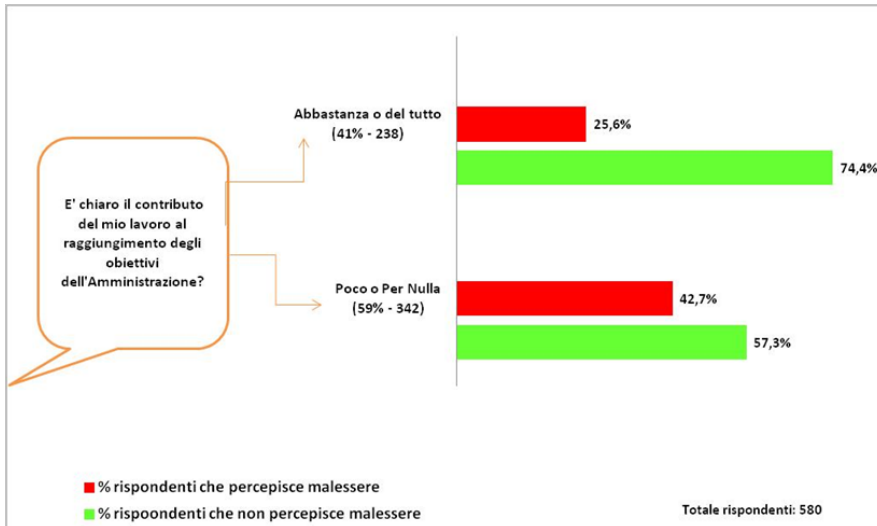 E' chiaro il contributo
del mio lavoro al
raggiungimento degli
obiettivi
dell'Amministrazione?
Abbastanza o del tutto
(41% - 238)
25,6%
74,4%
Poco o Per Nulla
(59% - 342)
42,7%
57,3%
% rispondenti che percepisce malessere
% rispoondenti che non percepisce malessere
Totale rispondenti: 580